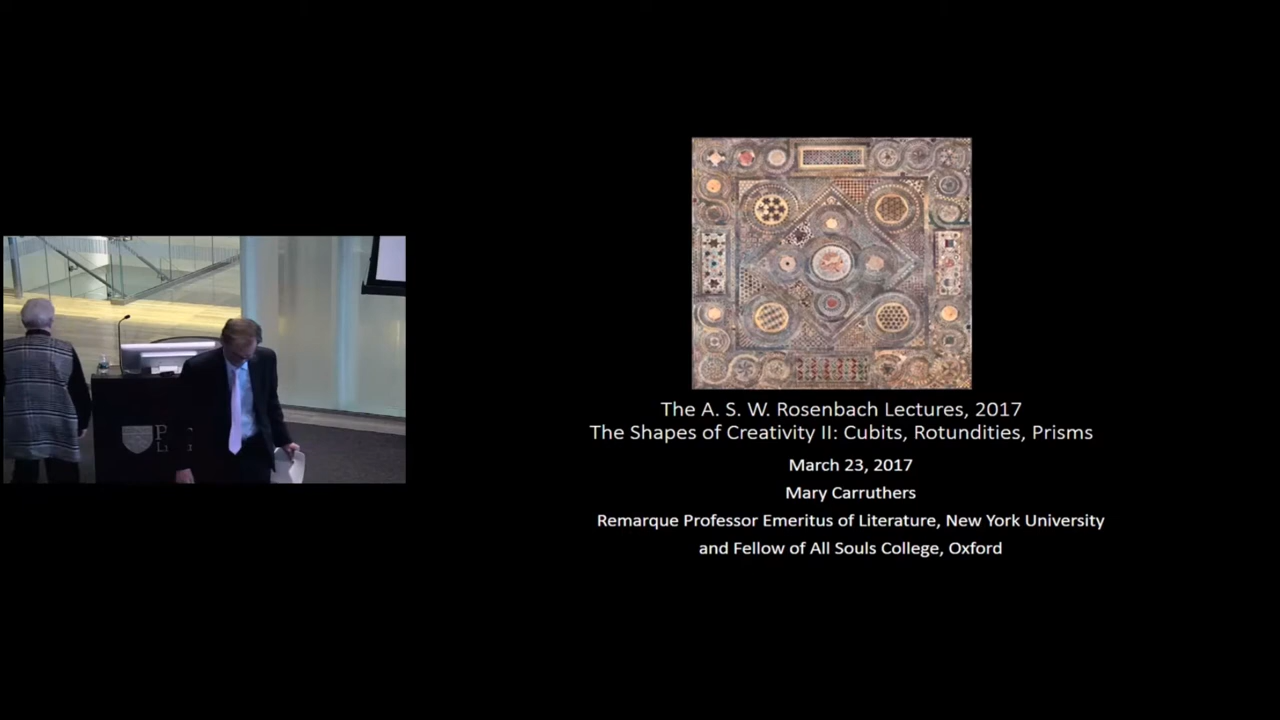 The A. S. W. Rosenbach Lectures, 2017
The Shapes of Creativity II: Cubits, Rotundities, Prisms
March 23, 2017
Mary Carruthers
Remarque Professor Emeritus of Literature, New York University
and Fellow of All Souls College, Oxford